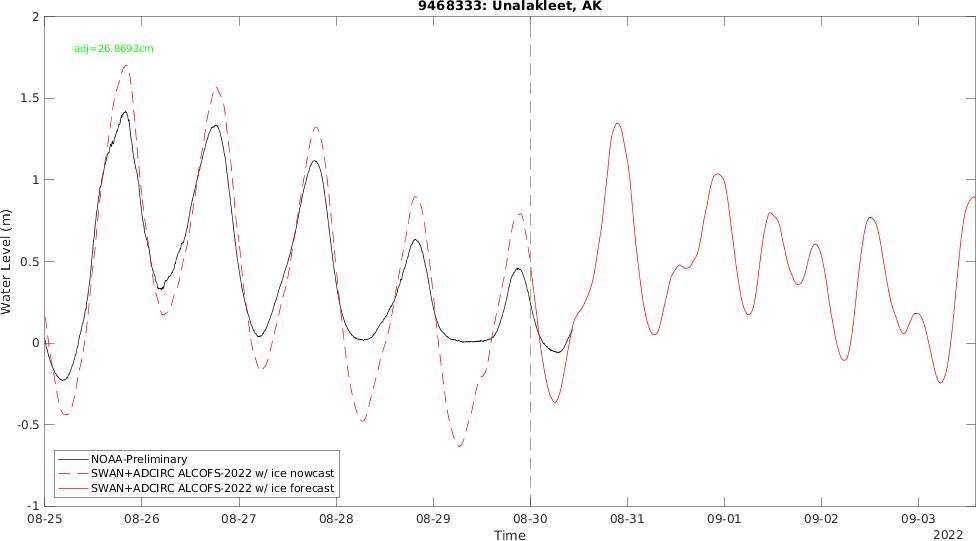 9468333: Unalakleet, AK
adj=26.8693cm
2
1.5
1
0.5
0
-0.5
-1
Water Level (m)
NOAA-Preliminary
SWAN+ADCIRC ALCOFS-2022 w/ ice nowcast
SWAN+ADCIRC ALCOFS-2022 w/ ice forecast
08-25 08-26 08-27 08-28 08-29 08-30 08-31 09-01 09-02 09-03
Time
2022